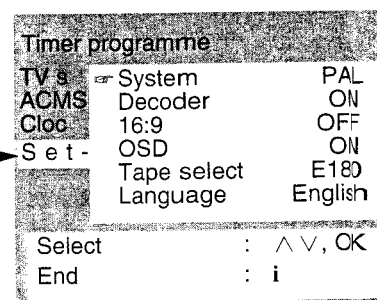 Timer programme
TV s
ACMS
Cloc
Set-
☞ System PAL
Decoder ON
16:9 OFF
OSD ON
Tape select E180
Language English
Select : ∧ ∨, OK
End : i